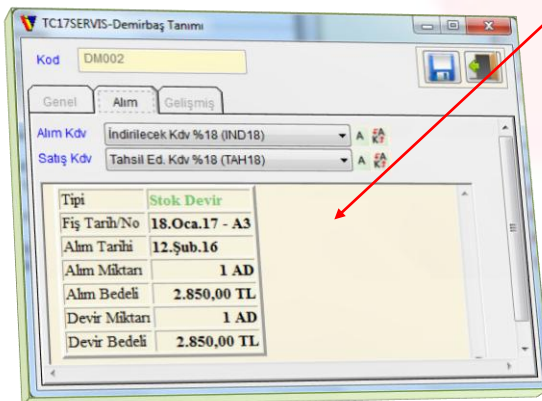 TC17SERVIS-Demirbaş Tanımı
Kod DM002
Genel Alım Gelişmiş
Alım Kdv İndirilecek Kdv %18 (IND18) A
Satış Kdv Tahsil Ed. Kdv %18 (TAH18) A
Tipi Stok Devir
Fiş Tarih/No 18.Oca.17 - A3
Alım Tarihi 12.Şub.16
Alım Miktarı 1 AD
Alım Bedeli 2.850,00 TL
Devir Miktarı 1 AD
Devir Bedeli 2.850,00 TL